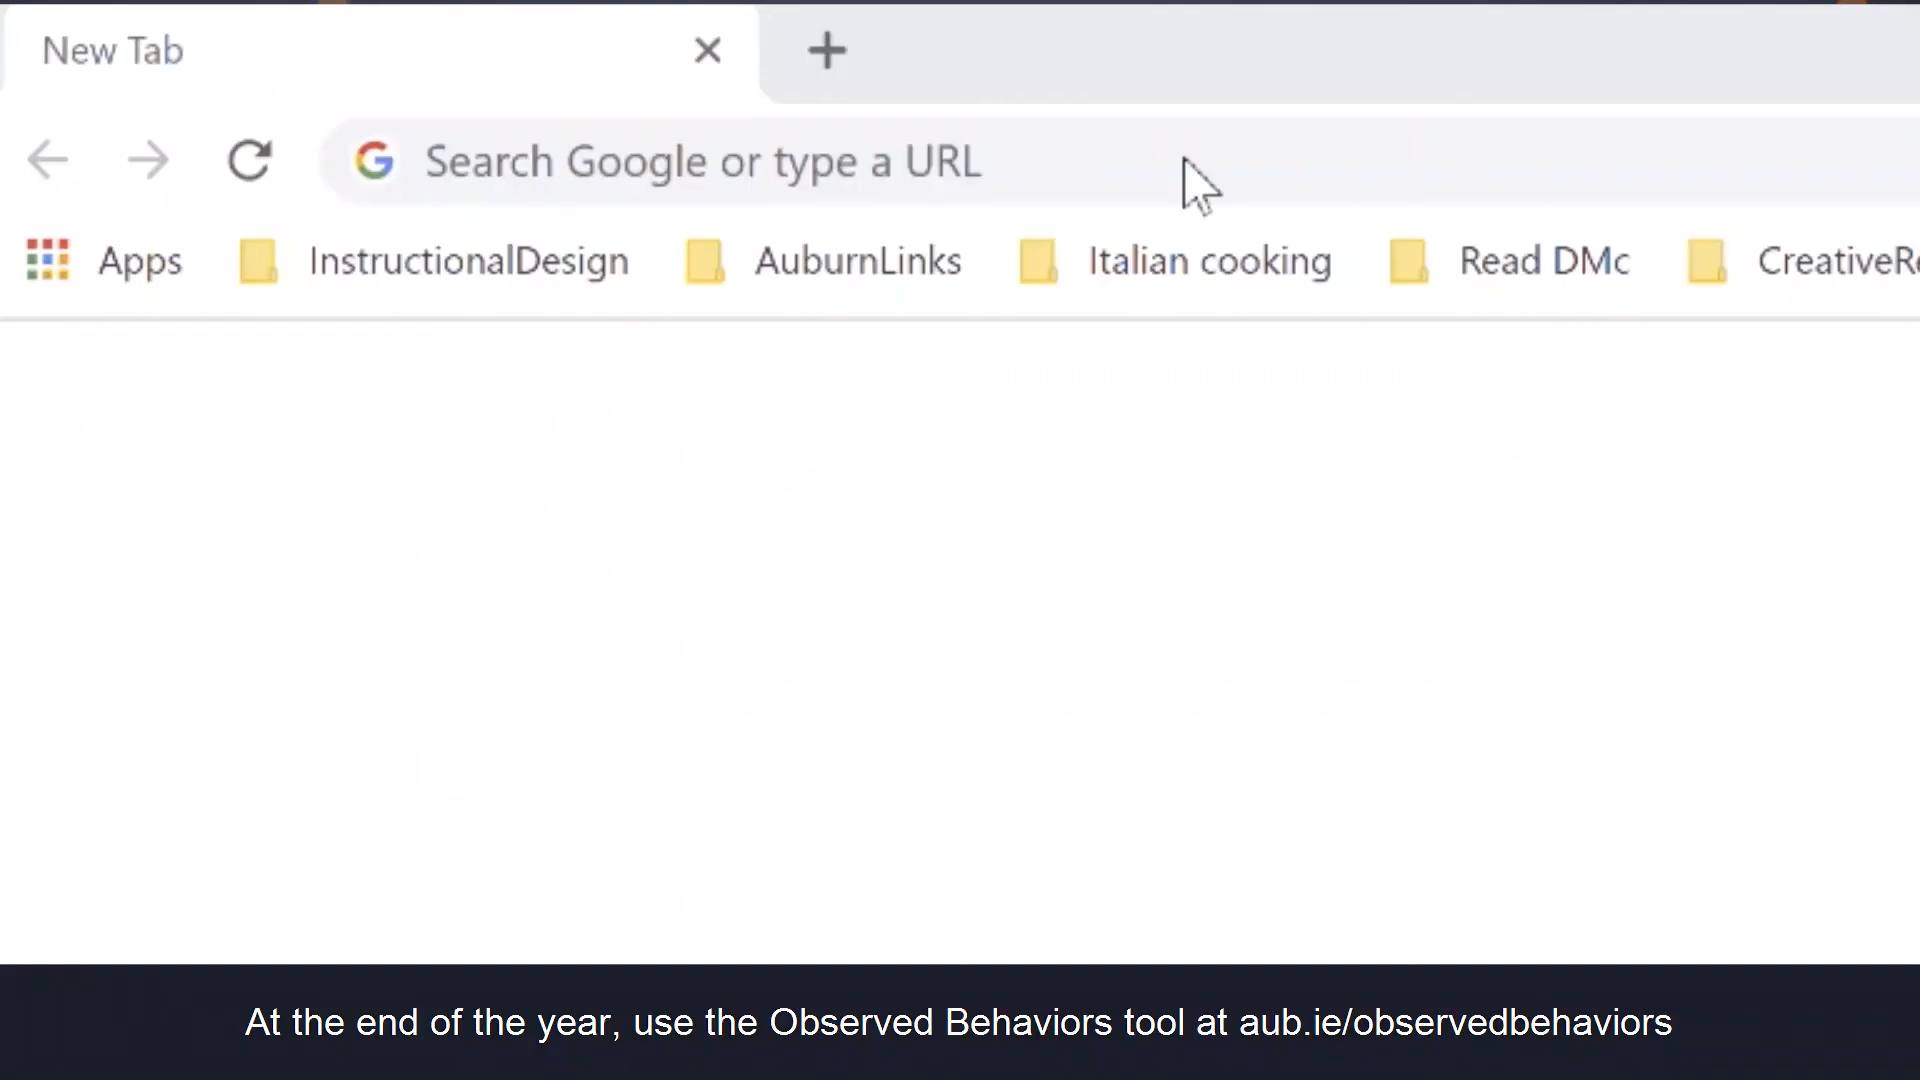 New Tab
Search Google or type a URL
Apps InstructionalDesign AuburnLinks Italian cooking Read DMc CreativeRe
At the end of the year, use the Observed Behaviors tool at aub.ie/observedbehaviors